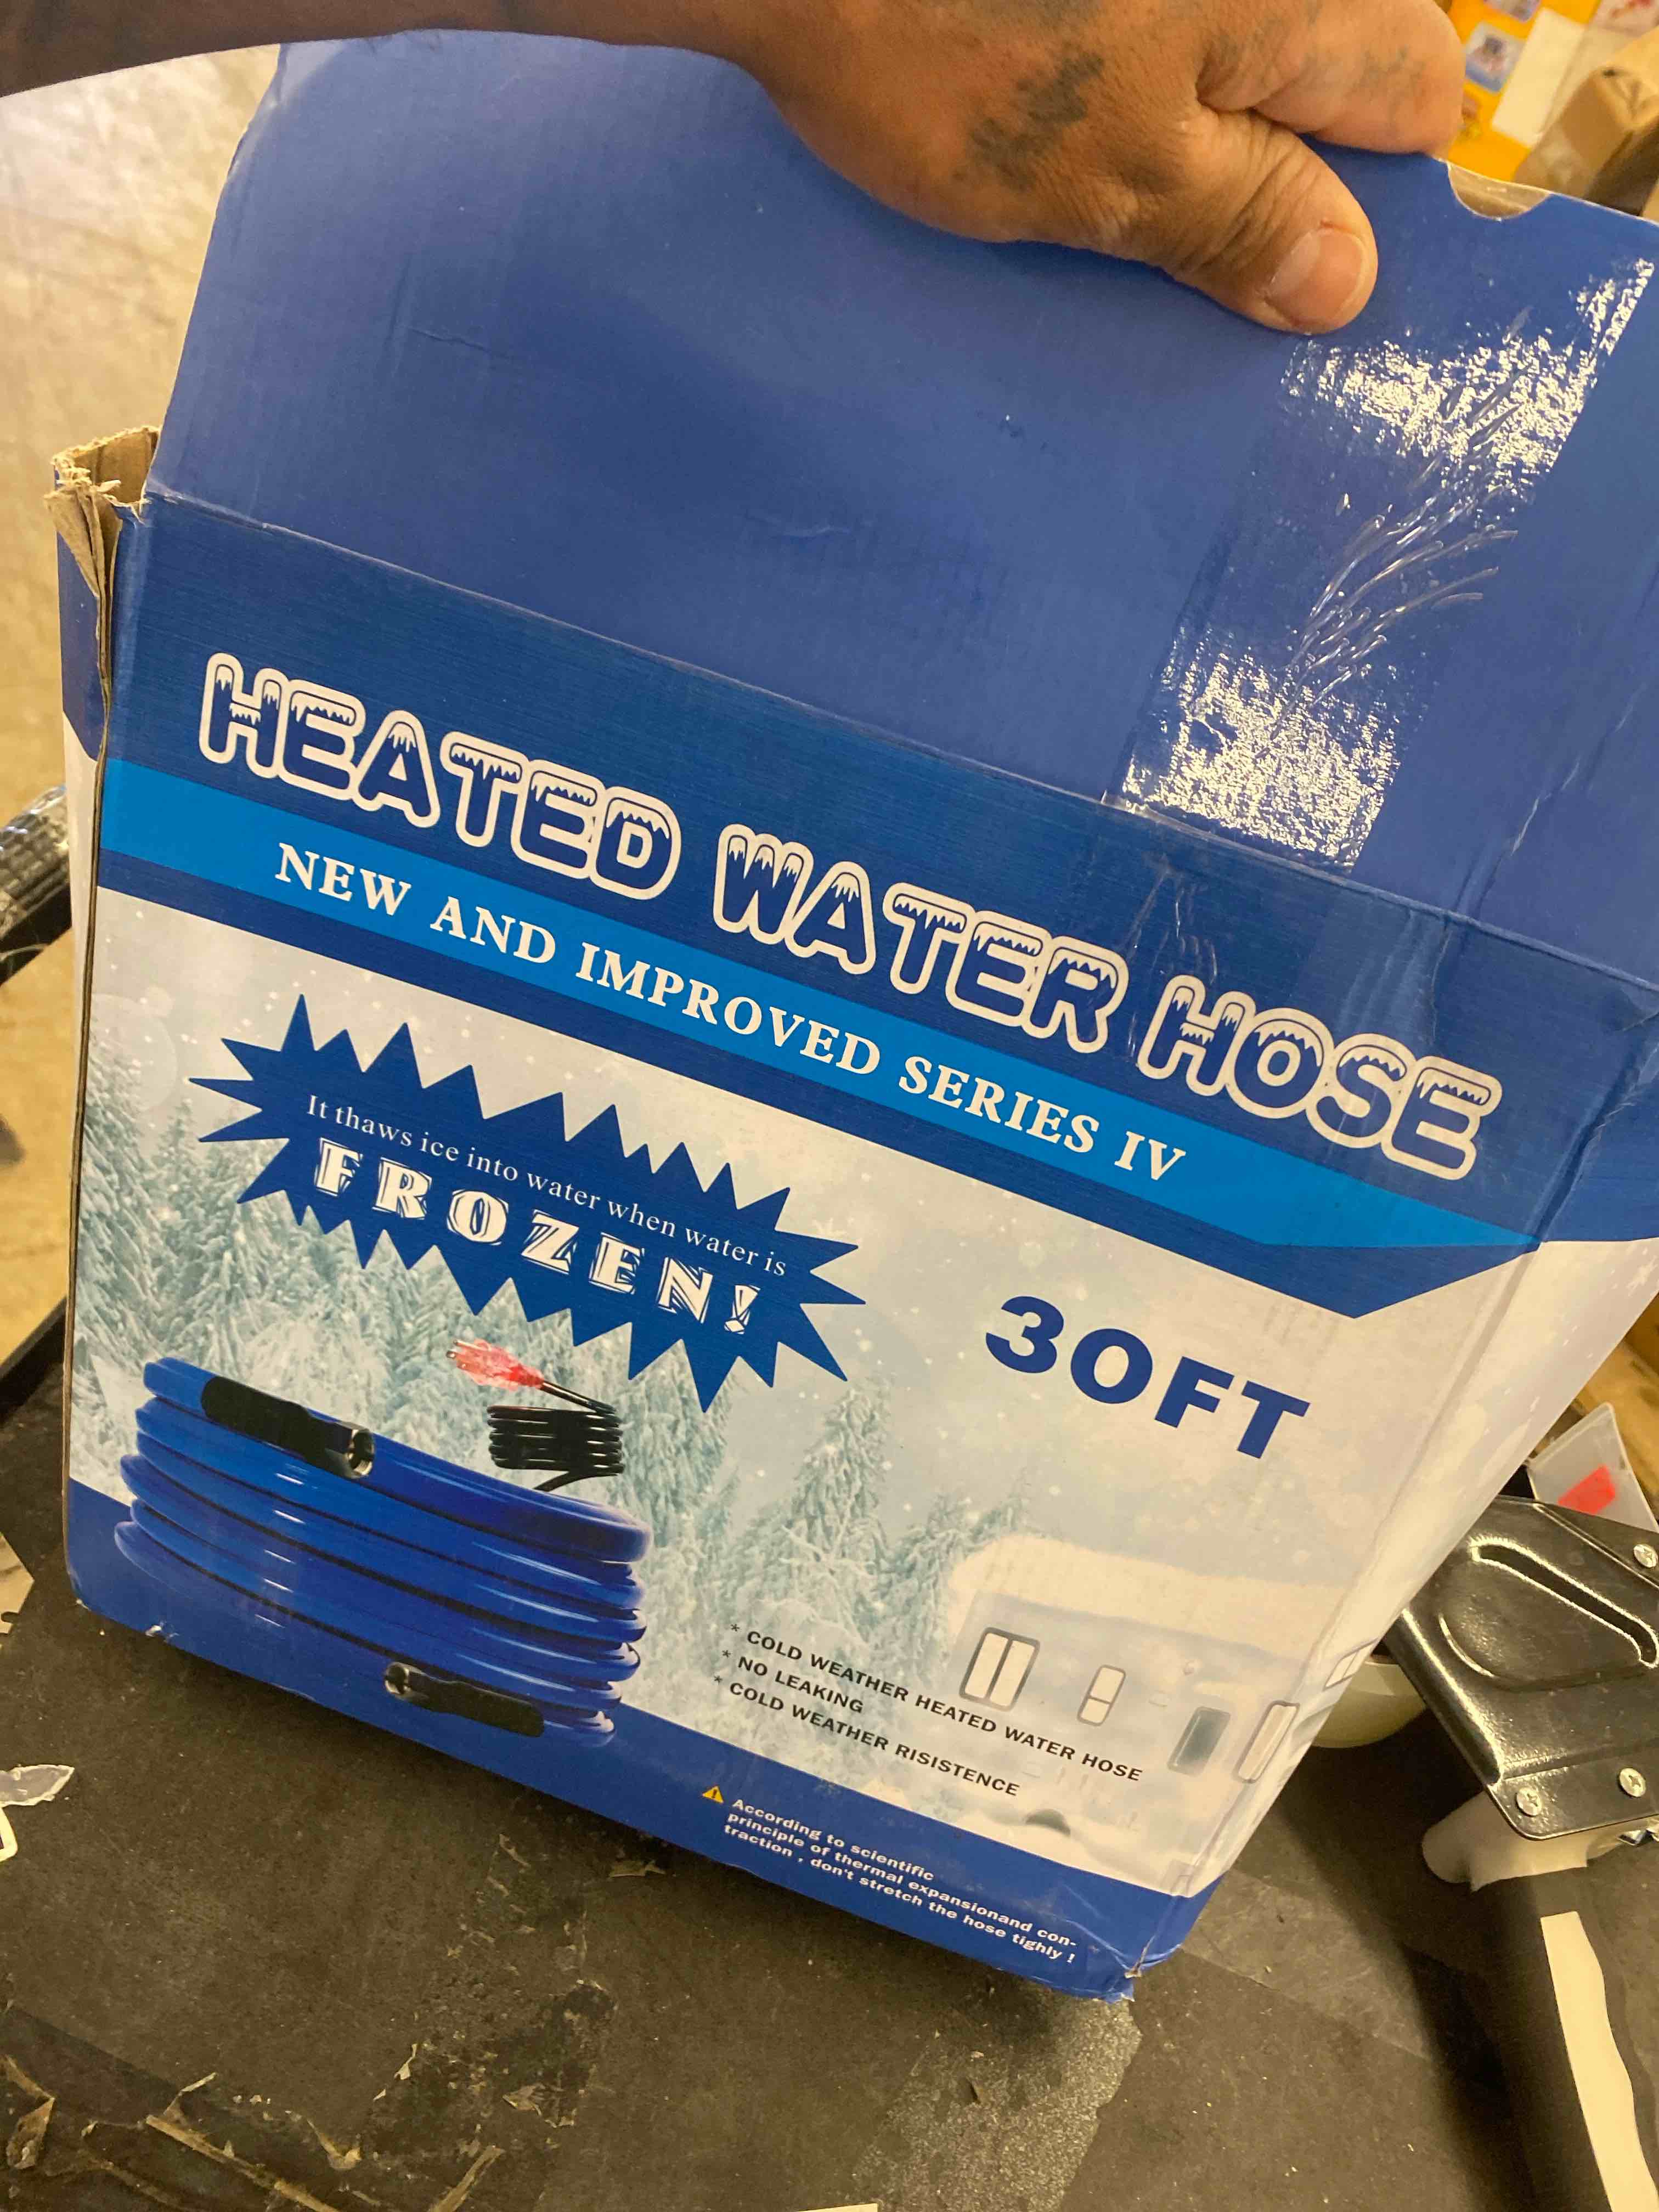 HEATED WATER HOSE
NEW AND IMPROVED SERIES IV
It thaws ice into water when water is
FROZEN!
30FT
* COLD WEATHER HEATED WATER HOSE
* NO LEAKING
* COLD WEATHER RISISTENCE
According to scientific
principle of thermal expansionand con-
traction , don't stretch the hose tighly !